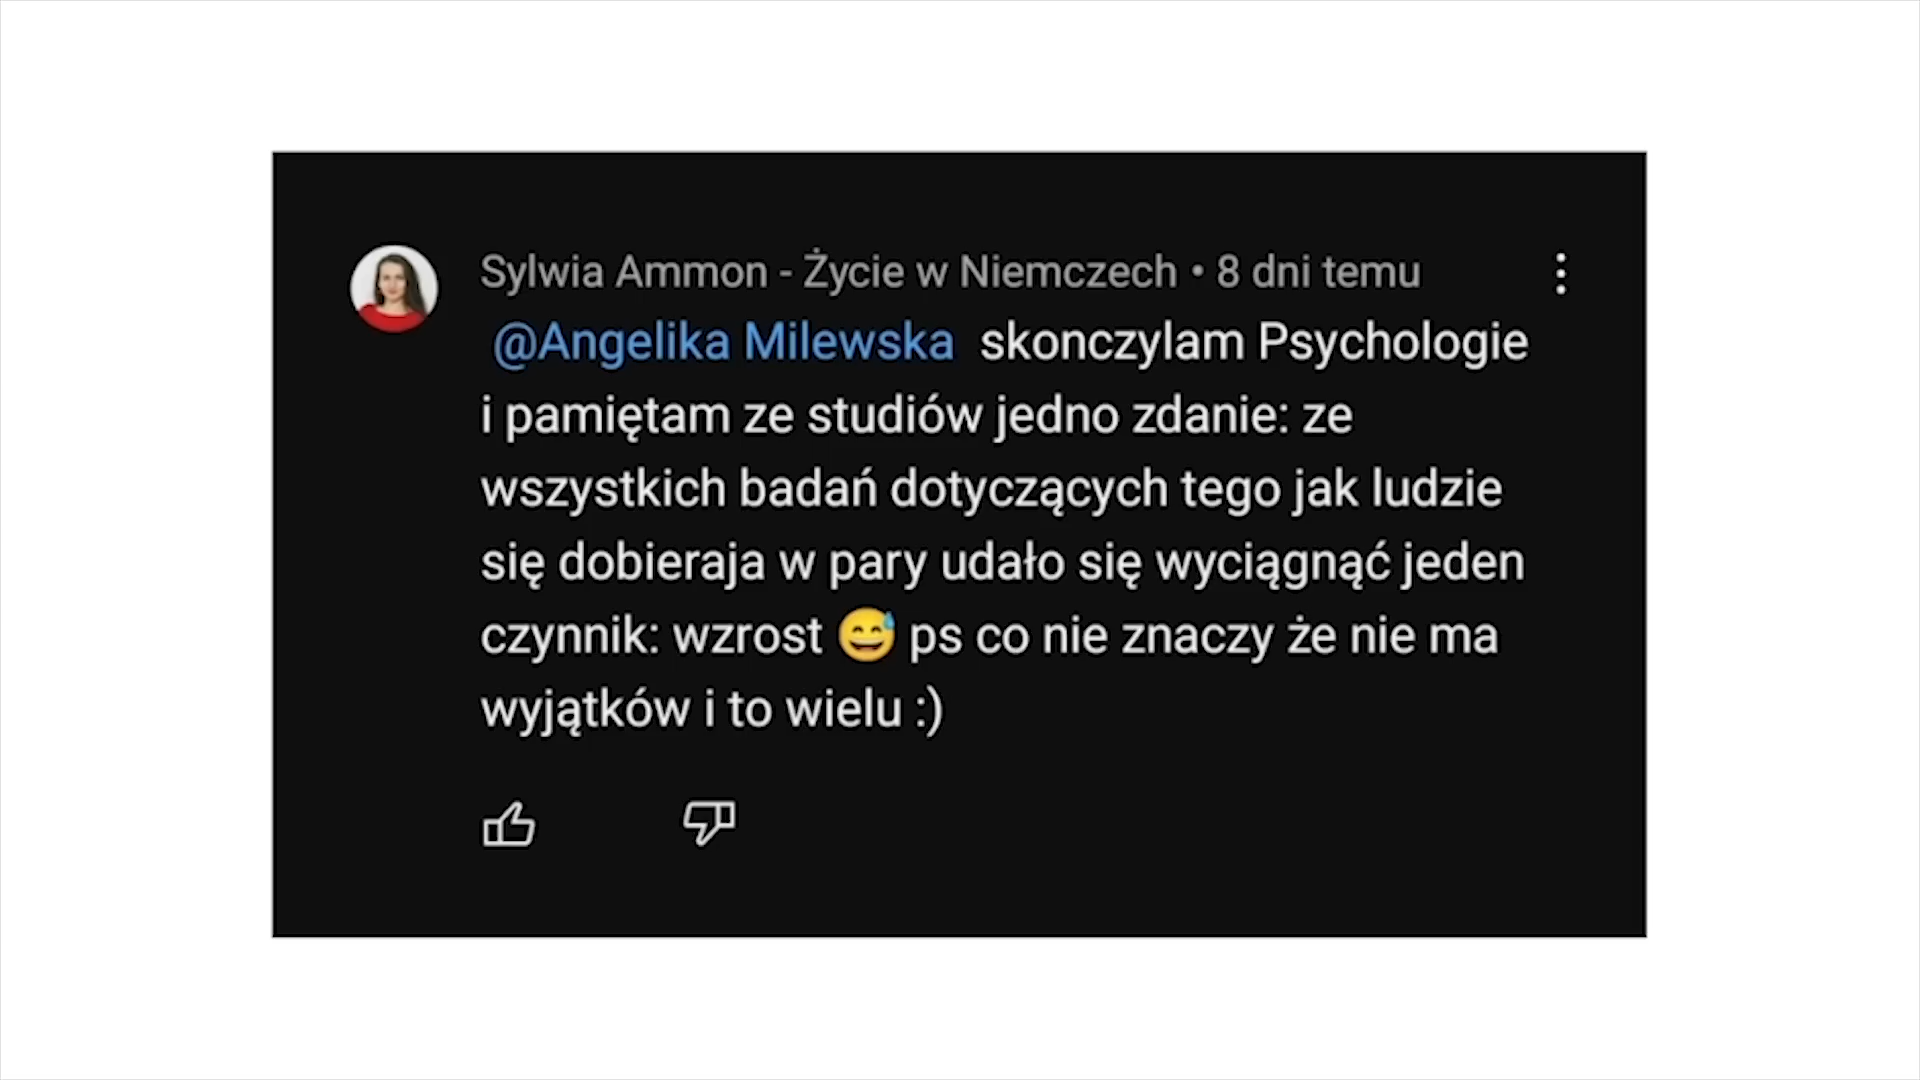 Sylwia Ammon - Życie w Niemczech • 8 dni temu
@Angelika Milewska skonczylam Psychologie
i pamiętam ze studiów jedno zdanie: ze
wszystkich badań dotyczących tego jak ludzie
się dobieraja w pary udało się wyciągnąć jeden
czynnik: wzrost 😅 ps co nie znaczy że nie ma
wyjątków i to wielu :)